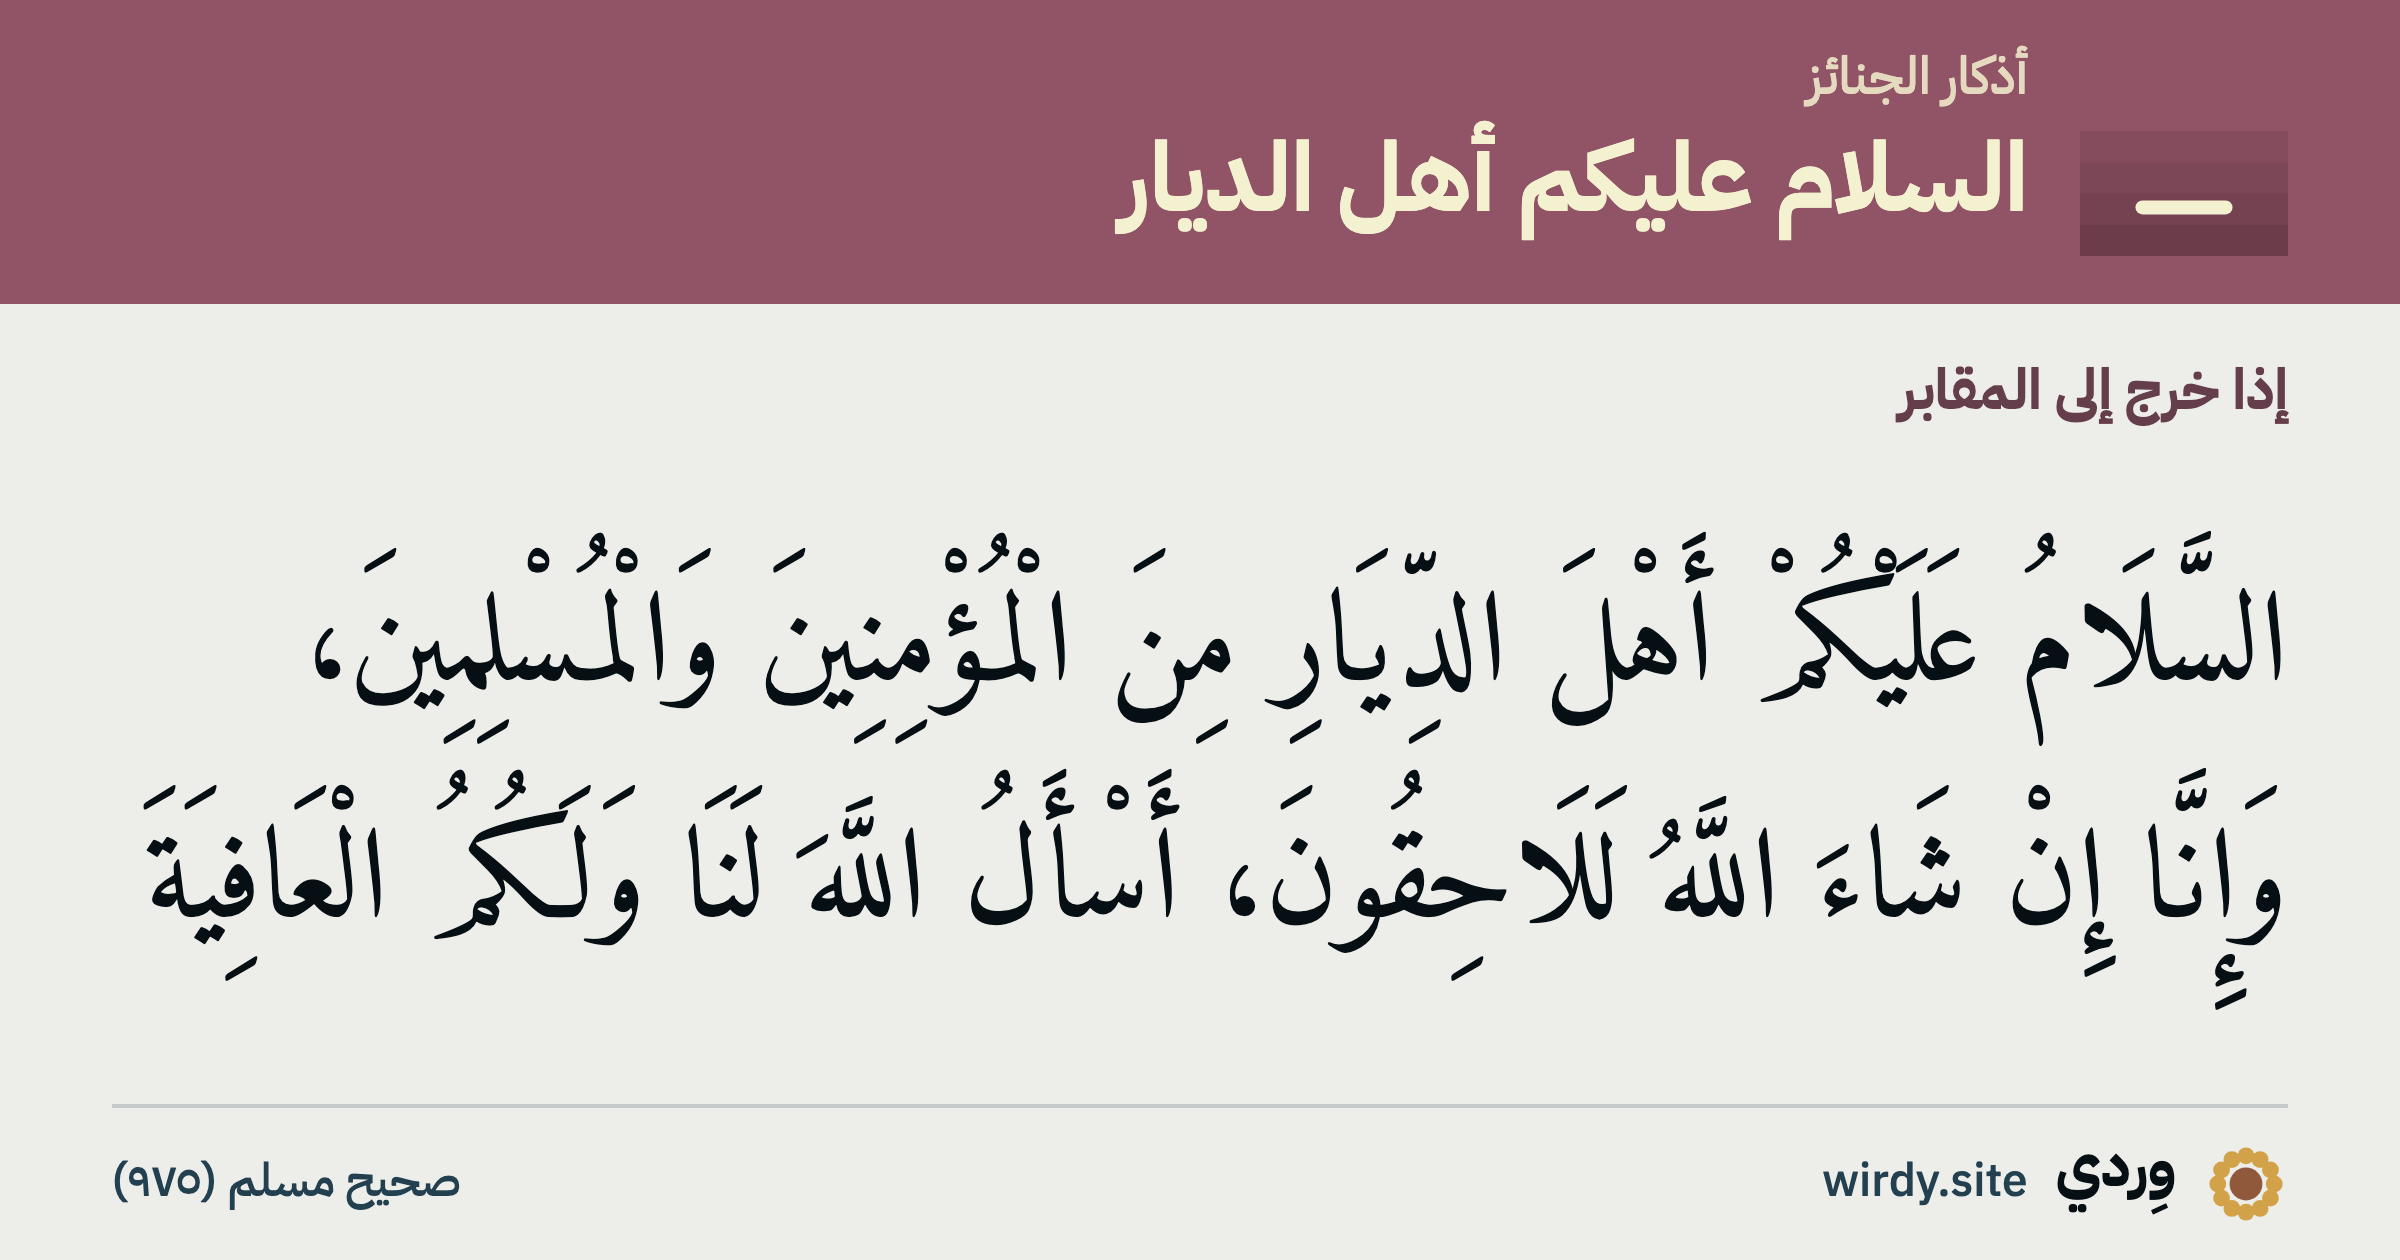 أذكار الجنائز
السلام عليكم أهل الديار
إذا خرج إلى المقابر
السَّلَامُ عَلَيْكُمْ أَهْلَ الدِّيَارِ مِنَ الْمُؤْمِنِينَ وَالْمُسْلِمِينَ،
وَإِنَّا إِنْ شَاءَ اللَّهُ لَلَاحِقُونَ، أَسْأَلُ اللَّهَ لَنَا وَلَكُمُ الْعَافِيَةَ
وِردي wirdy.site
صحيح مسلم (٩٧٥)